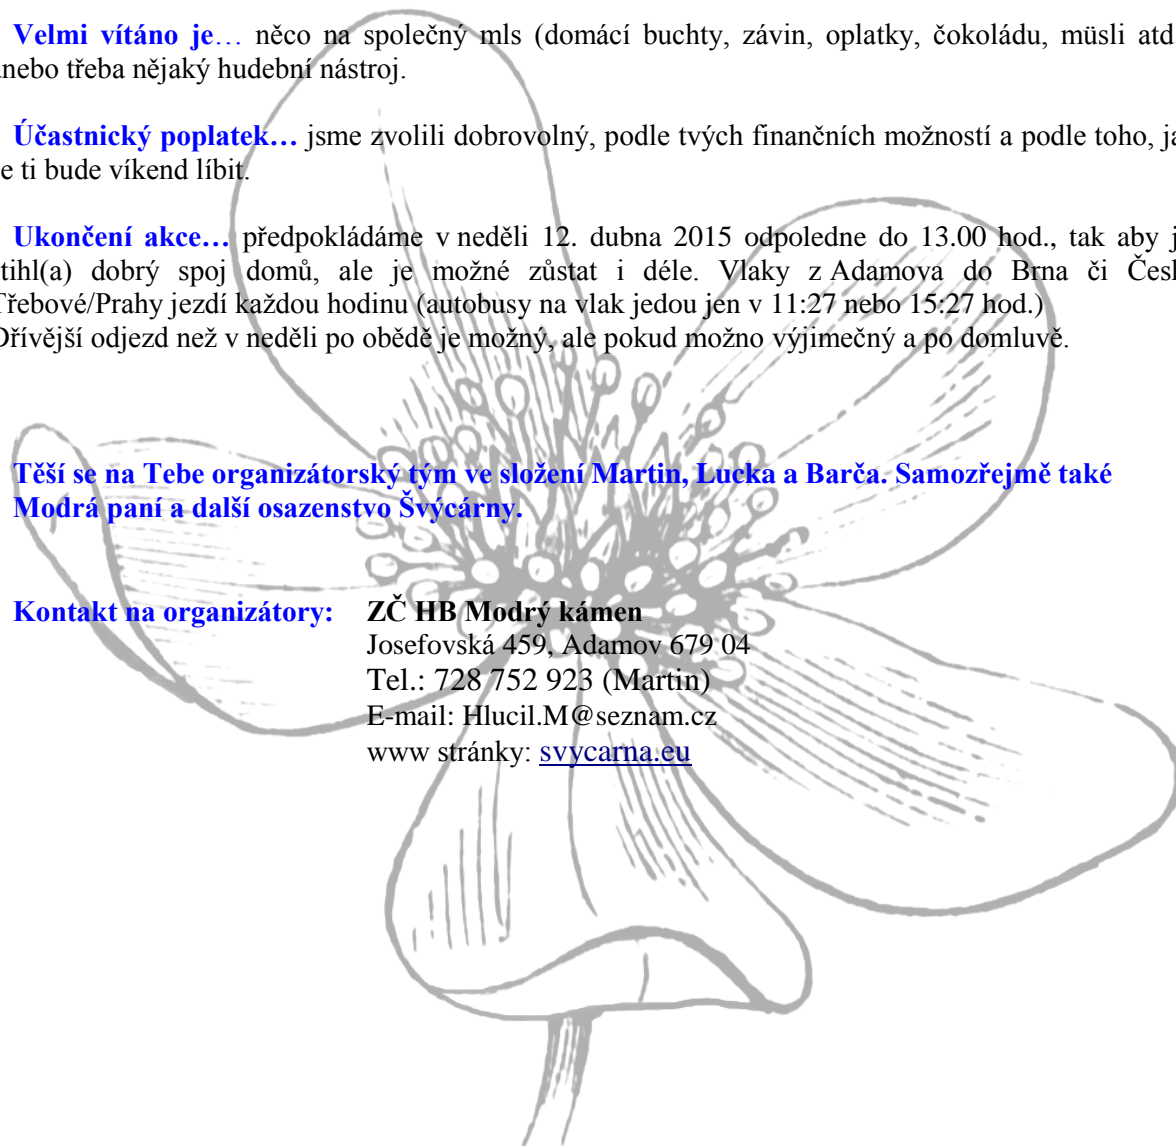 Velmi vítáno je… něco na společný mls (domácí buchty, závin, oplatky, čokoládu, müsli atd
anebo třeba nějaký hudební nástroj.
Účastnický poplatek… jsme zvolili dobrovolný, podle tvých finančních možností a podle toho, ja
se ti bude víkend líbit.
Ukončení akce… předpokládáme v neděli 12. dubna 2015 odpoledne do 13.00 hod., tak aby j
stihl(a) dobrý spoj domů, ale je možné zůstat i déle. Vlaky z Adamova do Brna či Česk
Třebové/Prahy jezdí každou hodinu (autobusy na vlak jedou jen v 11:27 nebo 15:27 hod.)
Dřívější odjezd než v neděli po obědě je možný, ale pokud možno výjimečný a po domluvě.
Těší se na Tebe organizátorský tým ve složení Martin, Lucka a Barča. Samozřejmě také
Modrá paní a další osazenstvo Švýcárny.
Kontakt na organizátory: ZČ HB Modrý kámen
Josefovská 459, Adamov 679 04
Tel.: 728 752 923 (Martin)
E-mail: Hlucil.M@seznam.cz
www stránky: svycarna.eu